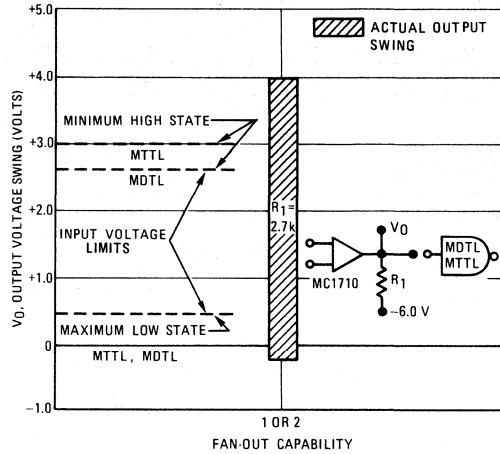 +5.0
ACTUAL OUTPUT
SWING
+4.0
MINIMUM HIGH STATE
+3.0
MTTL
MDTL
+2.0
R1=
2.7k
INPUT VOLTAGE
LIMITS
VO
MDTL
MTTL
MC1710
R1
+1.0
−6.0 V
MAXIMUM LOW STATE
0
MTTL, MDTL
−1.0
1 OR 2
FAN-OUT CAPABILITY
VO, OUTPUT VOLTAGE SWING (VOLTS)